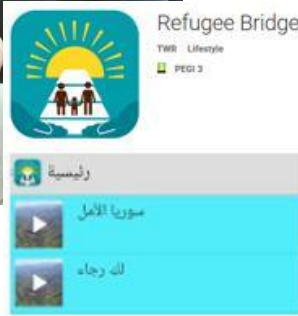 Refugee Bridge
TWR Lifestyle
PEGI 3
رئيسية
سوريا الأمل
لك رجاء